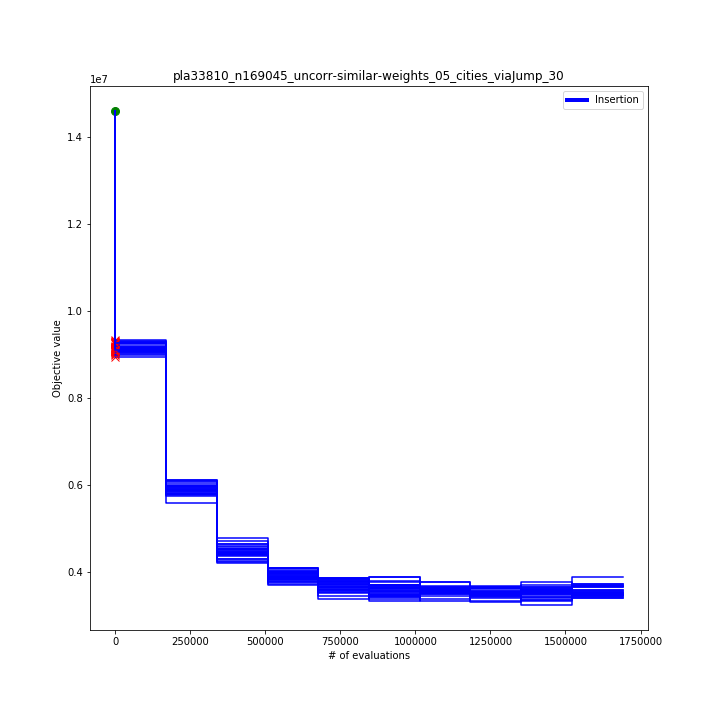 pla33810_n169045_uncorr-similar-weights_05_cities_viaJump_30
1e7
Insertion
1.4
1.2
1.0
0.8
0.6
0.4
Objective value
0
250000
500000
750000
1000000
1250000
1500000
1750000
# of evaluations